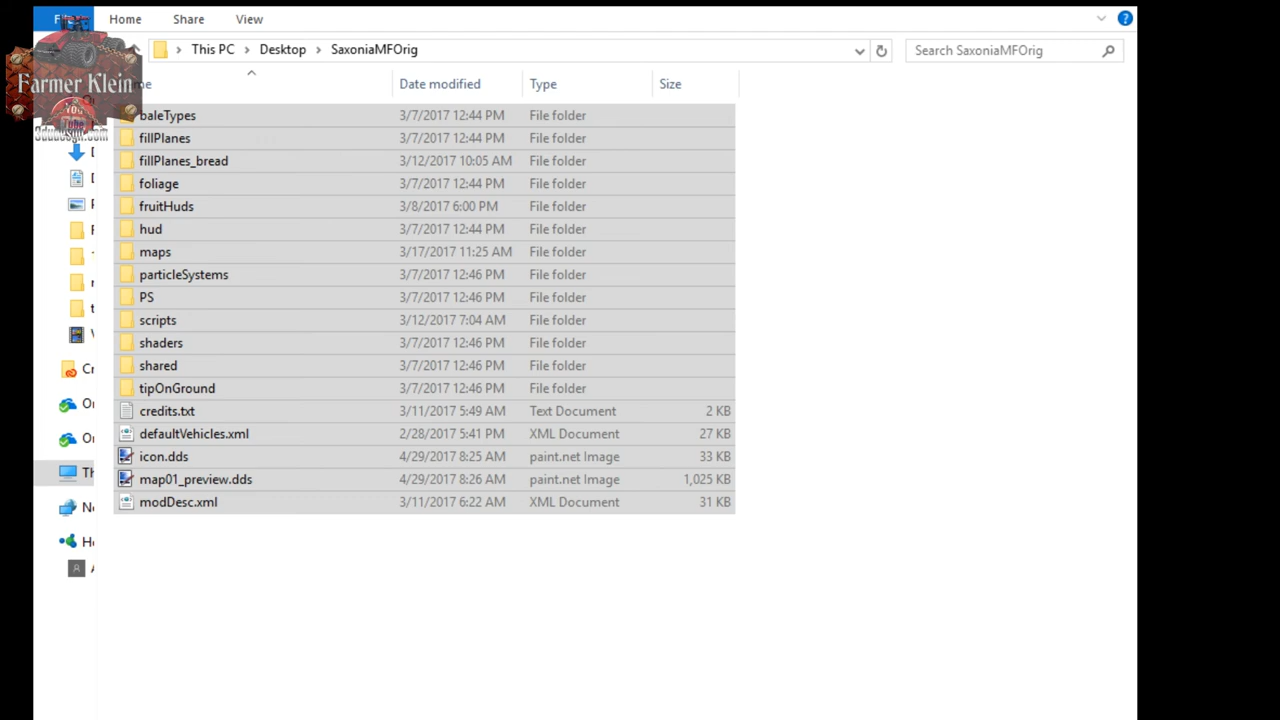 Home Share View
This PC Desktop SaxoniaMFOrig Search SaxoniaMFOrig
Date modified Type Size
Farmer Klein
You
Tube
baleTypes 3/7/2017 12:44 PM File folder
fillPlanes 3/7/2017 12:44 PM File folder
fillPlanes_bread 3/12/2017 10:05 AM File folder
foliage 3/7/2017 12:44 PM File folder
fruitHuds 3/8/2017 6:00 PM File folder
hud 3/7/2017 12:44 PM File folder
maps 3/17/2017 11:25 AM File folder
particleSystems 3/7/2017 12:46 PM File folder
PS 3/7/2017 12:46 PM File folder
scripts 3/12/2017 7:04 AM File folder
shaders 3/7/2017 12:46 PM File folder
shared 3/7/2017 12:46 PM File folder
tipOnGround 3/7/2017 12:46 PM File folder
credits.txt 3/11/2017 5:49 AM Text Document 2 KB
defaultVehicles.xml 2/28/2017 5:41 PM XML Document 27 KB
icon.dds 4/29/2017 8:25 AM paint.net Image 33 KB
map01_preview.dds 4/29/2017 8:26 AM paint.net Image 1,025 KB
modDesc.xml 3/11/2017 6:22 AM XML Document 31 KB